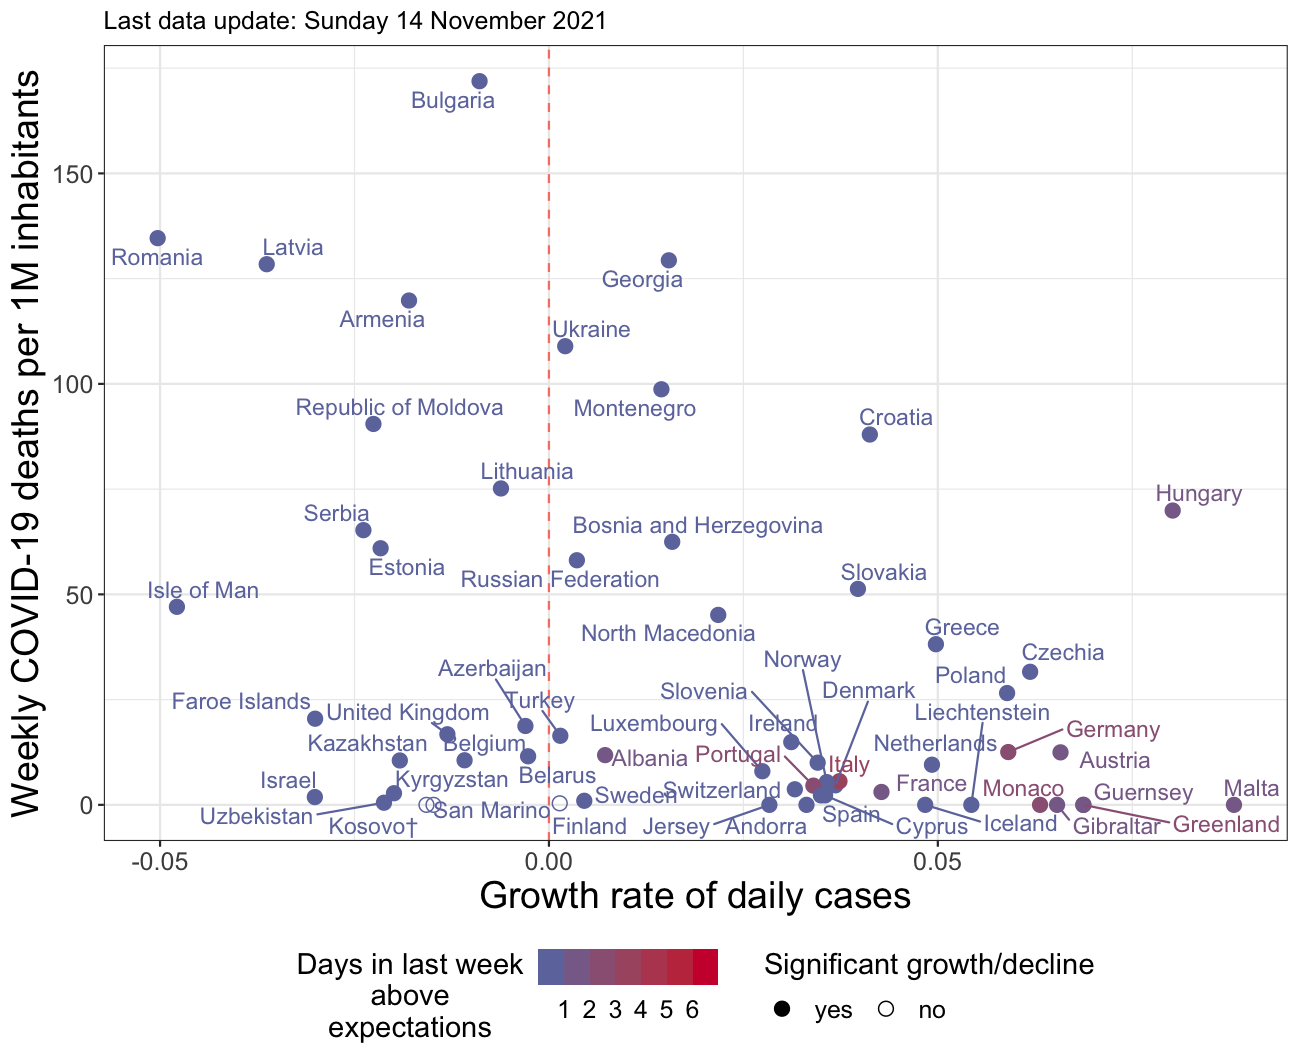 Last data update: Sunday 14 November 2021
Weekly COVID-19 deaths per 1M inhabitants
150
100
50
0
Bulgaria
Romania
Latvia
Georgia
Armenia
Ukraine
Republic of Moldova
Montenegro
Croatia
Lithuania
Hungary
Serbia
Bosnia and Herzegovina
Estonia
Russian Federation
Slovakia
Isle of Man
North Macedonia
Greece
Azerbaijan
Norway
Czechia
Faroe Islands
Turkey
Slovenia
Denmark
Poland
United Kingdom
Luxembourg
Ireland
Liechtenstein
Kazakhstan
Belgium
Albania
Portugal
Italy
Netherlands
Germany
Austria
Israel
Kyrgyzstan
Belarus
Sweden
Switzerland
France
Monaco
Guernsey
Malta
Uzbekistan
Kosovo†
San Marino
Finland
Jersey
Andorra
Spain
Cyprus
Iceland
Gibraltar
Greenland
-0.05
0.00
0.05
Growth rate of daily cases
Days in last week
above
expectations
1 2 3 4 5 6
Significant growth/decline
yes
no